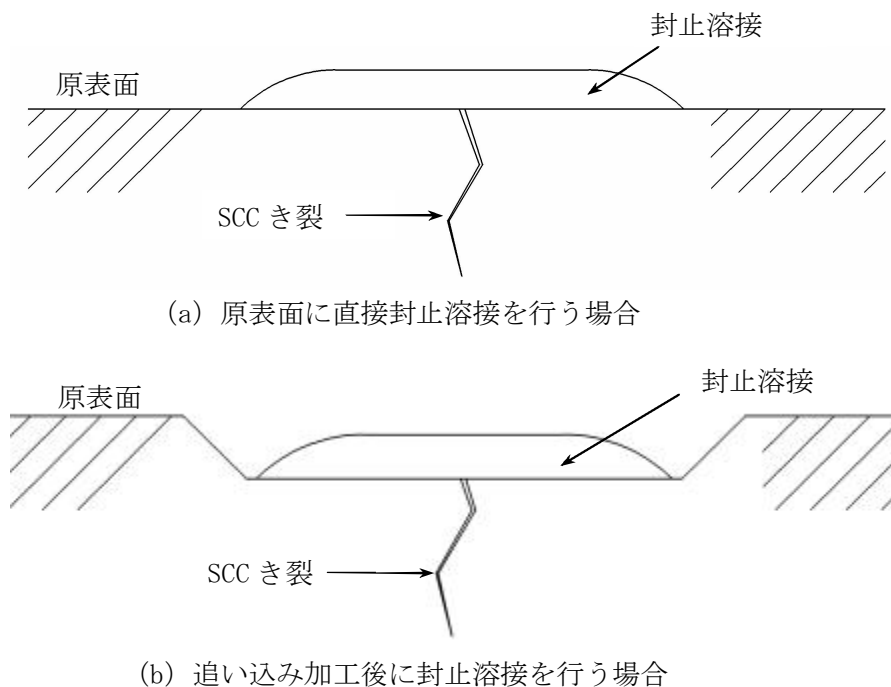 封止溶接
原表面
SCC き裂
(a) 原表面に直接封止溶接を行う場合
封止溶接
原表面
SCC き裂
(b) 追い込み加工後に封止溶接を行う場合